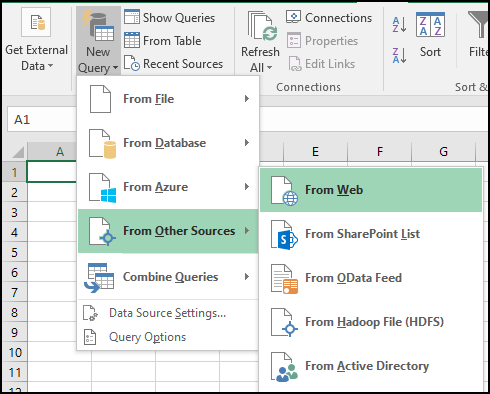 Get External Data
New Query
Show Queries
From Table
Recent Sources
Refresh All
Connections
Properties
Edit Links
Sort
Filte
Connections
Sort &
A1
A
E
F
G
1
2
3
4
5
6
7
8
9
10
11
12
From File
From Database
From Azure
From Other Sources
Combine Queries
Data Source Settings...
Query Options
From Web
From SharePoint List
From OData Feed
From Hadoop File (HDFS)
From Active Directory